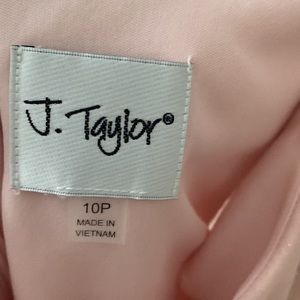 J. Taylor®
10P
MADE IN
VIETNAM